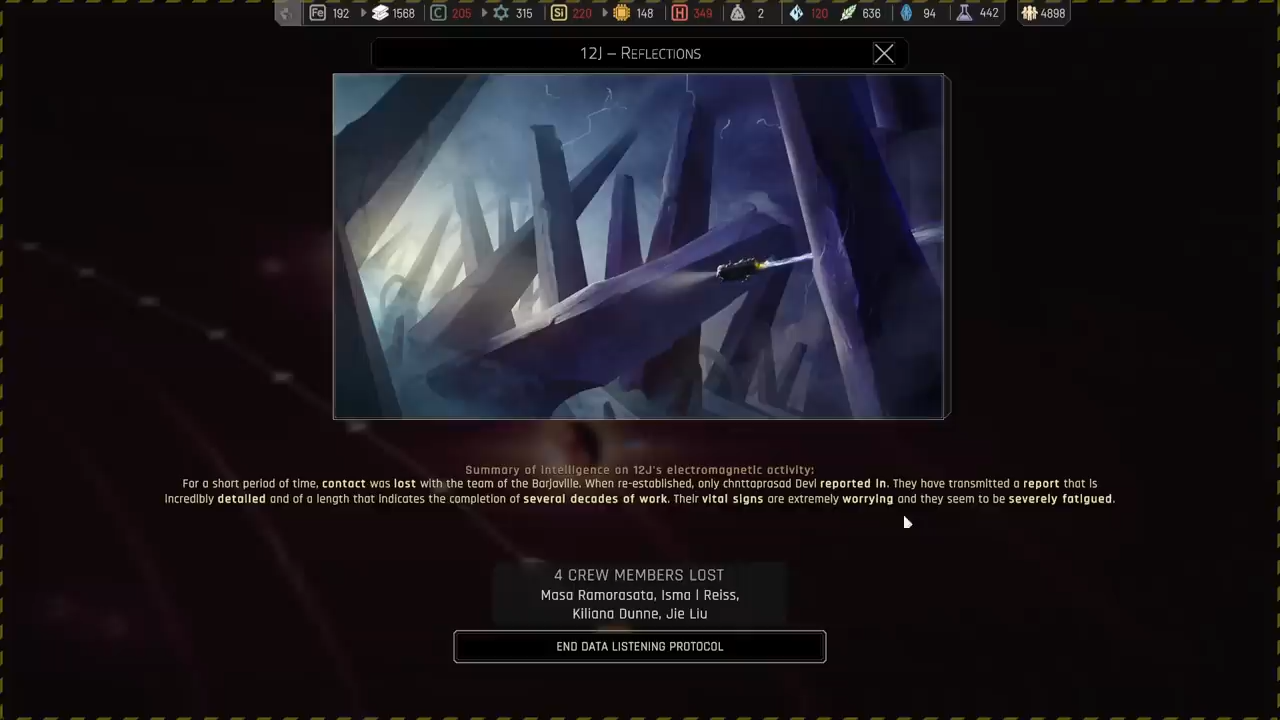 Fe 192 1568 C 205 315 Si 220 148 H 349 2 120 636 94 442 4898
12J – Reflections
Summary of intelligence on 12J's electromagnetic activity:
For a short period of time, contact was lost with the team of the Barjaville. When re-established, only chnttaprasad Devi reported in. They have transmitted a report that is
incredibly detailed and of a length that indicates the completion of several decades of work. Their vital signs are extremely worrying and they seem to be severely fatigued.
4 CREW MEMBERS LOST
Masa Ramorasata, Isma l Reiss,
Kiliana Dunne, Jie Liu
END DATA LISTENING PROTOCOL